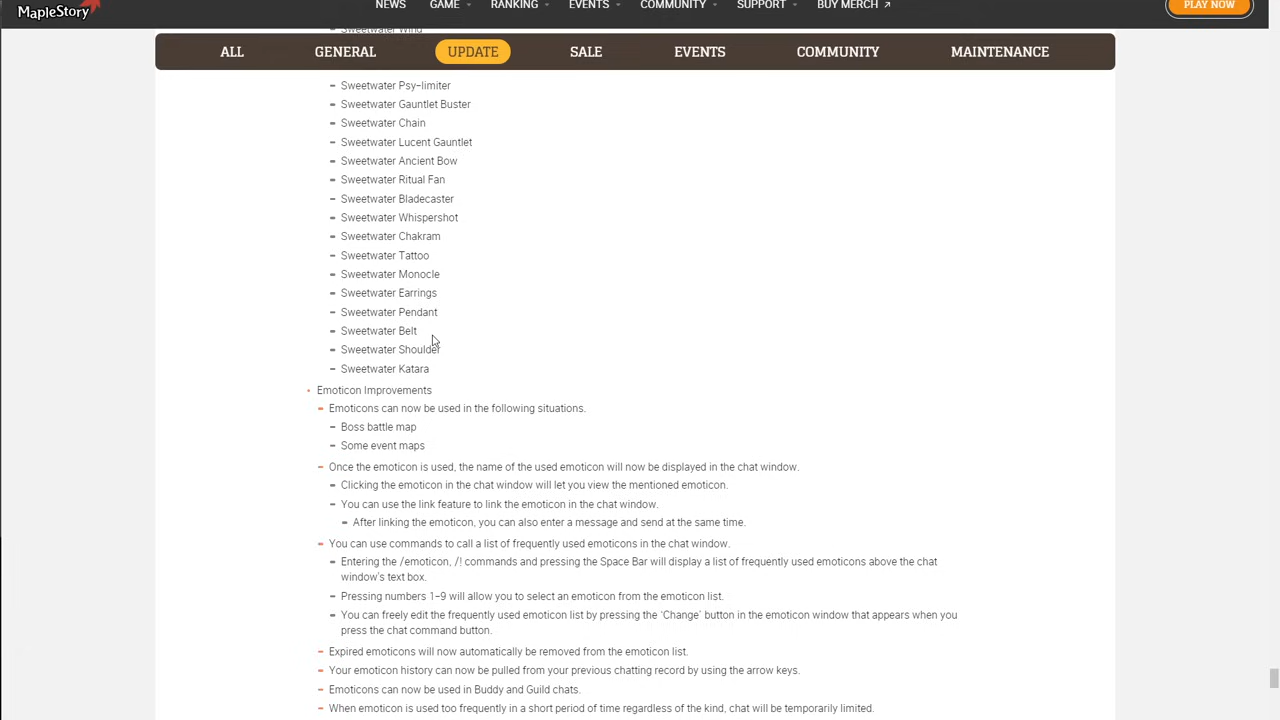 MapleStory
NEWS GAME RANKING EVENTS COMMUNITY SUPPORT BUY MERCH PLAY NOW
Sweetwater Wind
ALL GENERAL UPDATE SALE EVENTS COMMUNITY MAINTENANCE
Sweetwater Psy-limiter
Sweetwater Gauntlet Buster
Sweetwater Chain
Sweetwater Lucent Gauntlet
Sweetwater Ancient Bow
Sweetwater Ritual Fan
Sweetwater Bladecaster
Sweetwater Whispershot
Sweetwater Chakram
Sweetwater Tattoo
Sweetwater Monocle
Sweetwater Earrings
Sweetwater Pendant
Sweetwater Belt
Sweetwater Shoulder
Sweetwater Katara
Emoticon Improvements
Emoticons can now be used in the following situations.
Boss battle map
Some event maps
Once the emoticon is used, the name of the used emoticon will now be displayed in the chat window.
Clicking the emoticon in the chat window will let you view the mentioned emoticon.
You can use the link feature to link the emoticon in the chat window.
After linking the emoticon, you can also enter a message and send at the same time.
You can use commands to call a list of frequently used emoticons in the chat window.
Entering the /emoticon, /! commands and pressing the Space Bar will display a list of frequently used emoticons above the chat
window's text box.
Pressing numbers 1-9 will allow you to select an emoticon from the emoticon list.
You can freely edit the frequently used emoticon list by pressing the 'Change' button in the emoticon window that appears when you
press the chat command button.
Expired emoticons will now automatically be removed from the emoticon list.
Your emoticon history can now be pulled from your previous chatting record by using the arrow keys.
Emoticons can now be used in Buddy and Guild chats.
When emoticon is used too frequently in a short period of time regardless of the kind, chat will be temporarily limited.